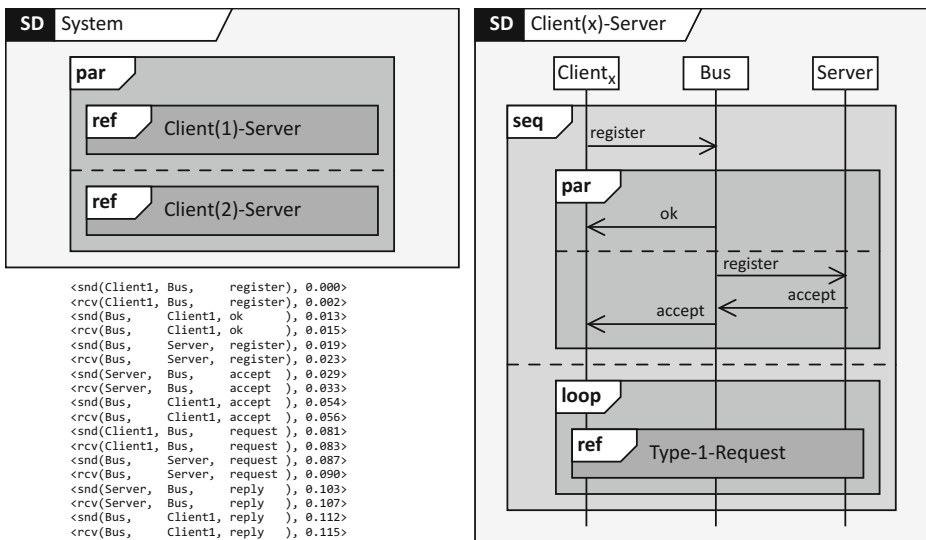 SD System
par
ref Client(1)-Server
ref Client(2)-Server
<snd(Client1, Bus, register), 0.000>
<rcv(Client1, Bus, register), 0.002>
<snd(Bus, Client1, ok ), 0.013>
<rcv(Bus, Client1, ok ), 0.015>
<snd(Bus, Server, register), 0.019>
<rcv(Bus, Server, register), 0.023>
<snd(Server, Bus, accept ), 0.029>
<rcv(Server, Bus, accept ), 0.033>
<snd(Bus, Client1, accept ), 0.054>
<rcv(Bus, Client1, accept ), 0.056>
<snd(Client1, Bus, request ), 0.081>
<rcv(Client1, Bus, request ), 0.083>
<snd(Bus, Server, request ), 0.087>
<rcv(Bus, Server, request ), 0.090>
<snd(Server, Bus, reply ), 0.103>
<rcv(Server, Bus, reply ), 0.107>
<snd(Bus, Client1, reply ), 0.112>
<rcv(Bus, Client1, reply ), 0.115>
SD Client(x)-Server
Clientx Bus Server
seq
register
par
ok
register
accept
accept
loop
ref Type-1-Request